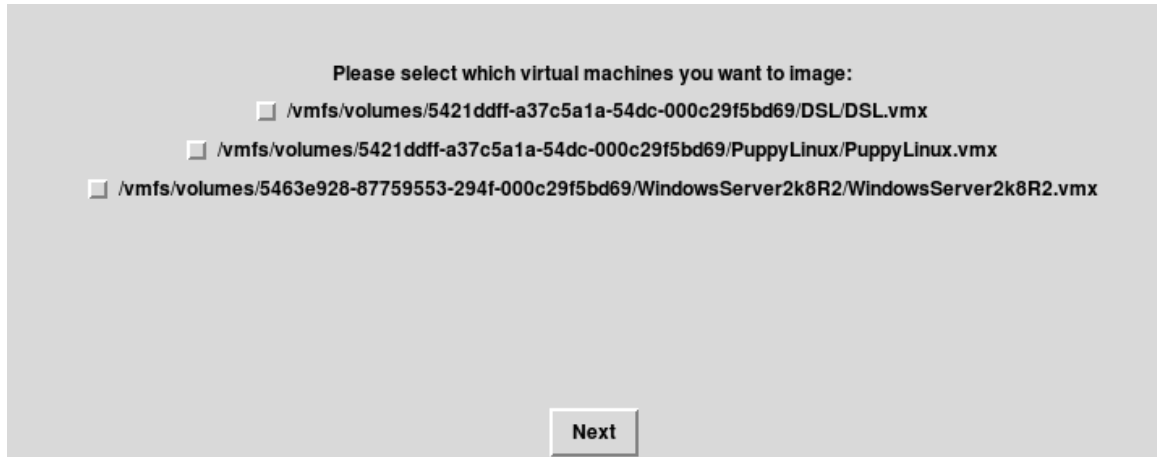 Please select which virtual machines you want to image:
/vmfs/volumes/5421ddff-a37c5a1a-54dc-000c29f5bd69/DSL/DSL.vmx
/vmfs/volumes/5421ddff-a37c5a1a-54dc-000c29f5bd69/PuppyLinux/PuppyLinux.vmx
/vmfs/volumes/5463e928-87759553-294f-000c29f5bd69/WindowsServer2k8R2/WindowsServer2k8R2.vmx
Next